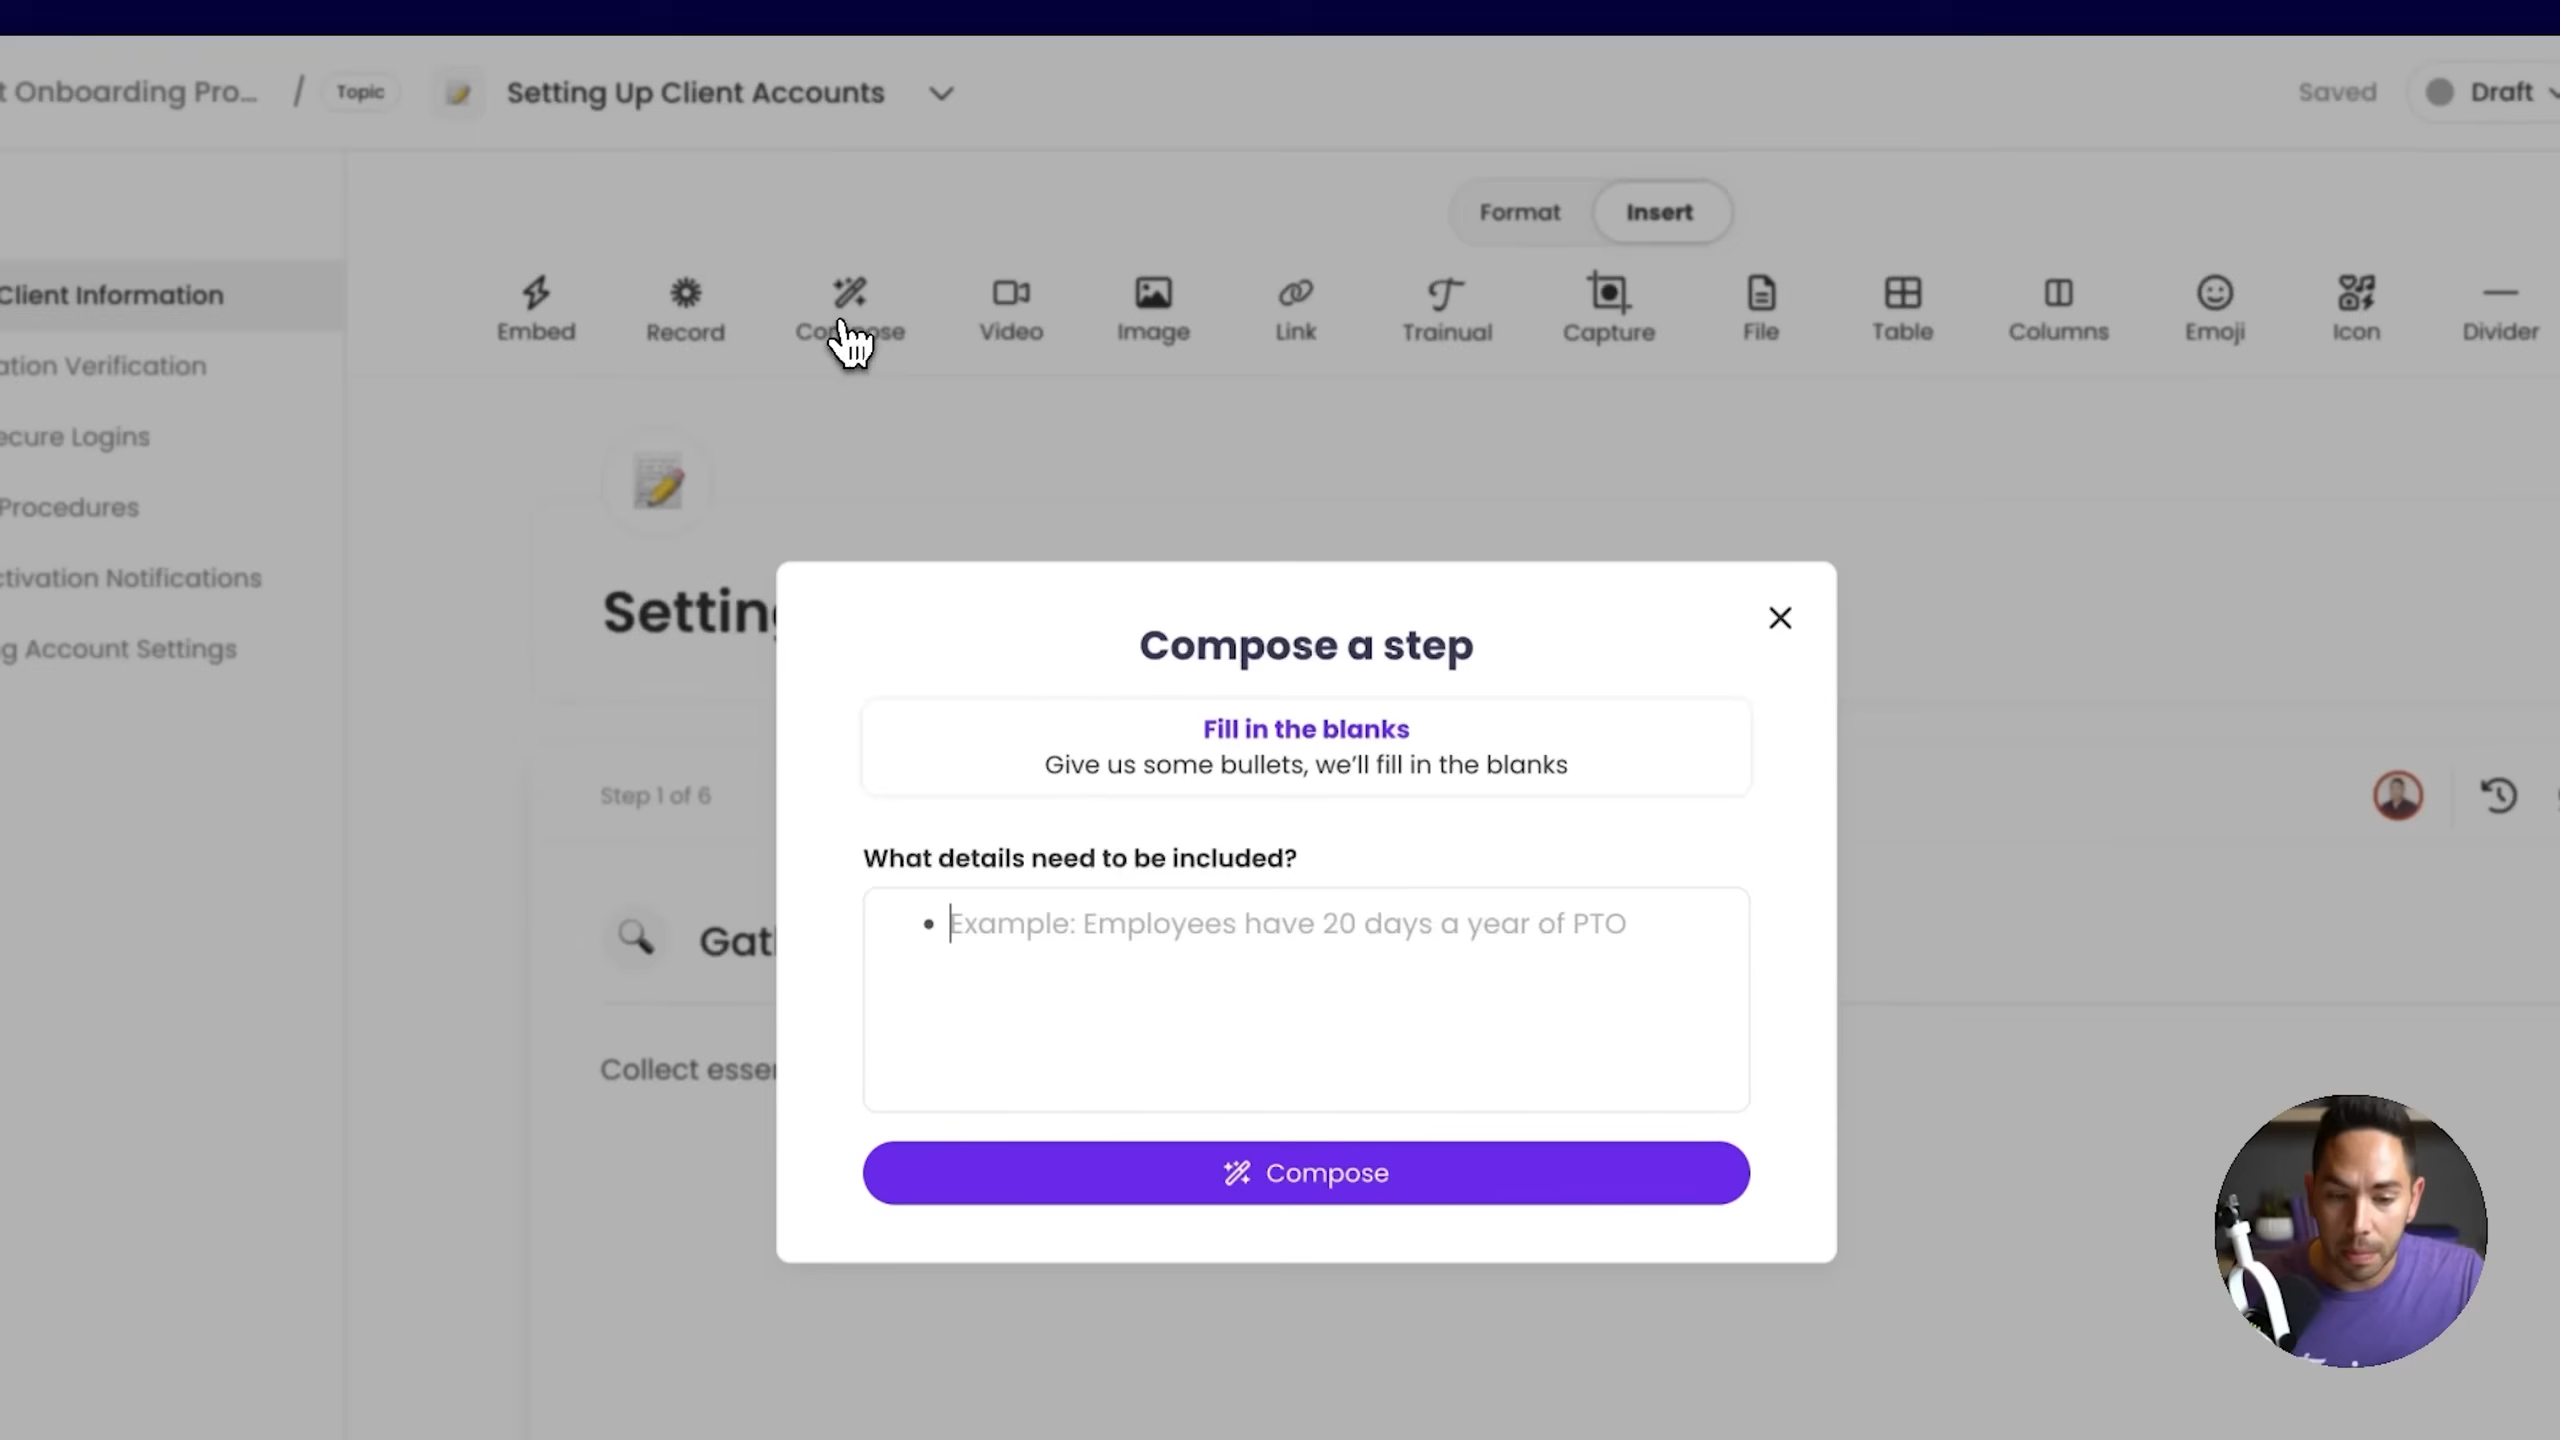 t Onboarding Pro... / Topic Setting Up Client Accounts Saved Draft
Format Insert
Embed Record Compose Video Image Link Trainual Capture File Table Columns Emoji Icon Divider
Client Information
Verification
Logins
Procedures
Notifications
Account Settings
Compose a step
Fill in the blanks
Give us some bullets, we'll fill in the blanks
Step 1 of 6
What details need to be included?
• Example: Employees have 20 days a year of PTO
Collect
Compose